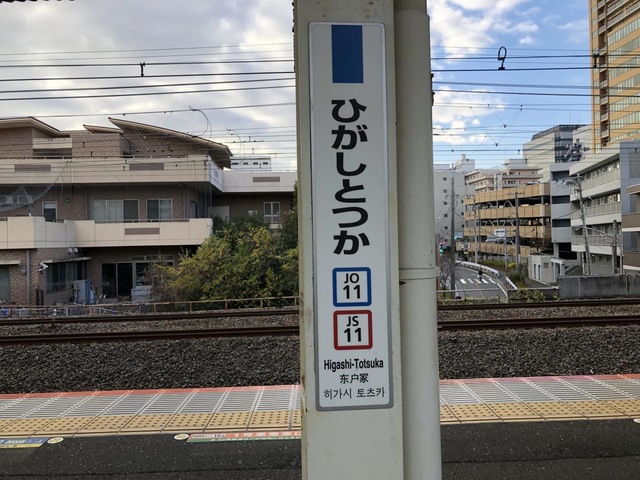 ひがしとつか
JO
11
JS
11
Higashi-Totsuka
东户冢
히가시 토츠카